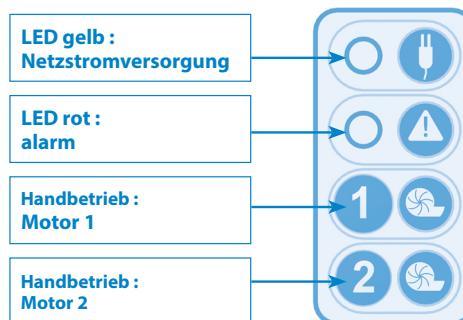 LED gelb :
Netzstromversorgung
LED rot :
alarm
Handbetrieb :
Motor 1
1
Handbetrieb :
Motor 2
2